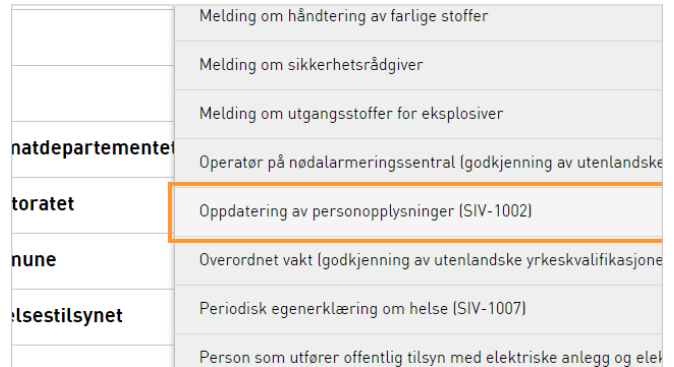 Melding om håndtering av farlige stoffer
Melding om sikkerhetsrådgiver
Melding om utgangsstoffer for eksplosiver
matdepartementet
Operatør på nødalarmeringssentral (godkjenning av utenlandske
toratet
Oppdatering av personopplysninger (SIV-1002)
mune
Overordnet vakt (godkjenning av utenlandske yrkeskvalifikasjone
elsestilsynet
Periodisk egenerklæring om helse (SIV-1007)
Person som utfører offentlig tilsyn med elektriske anlegg og elek